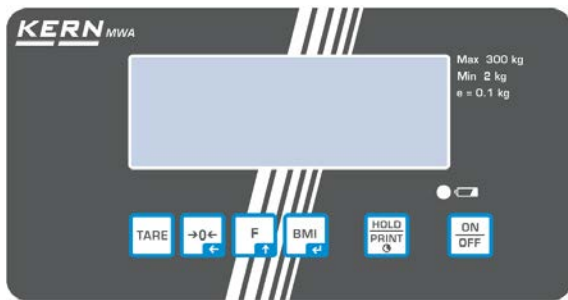 KERN MWA
Max 300 kg
Min 2 kg
e = 0.1 kg
TARE
→0←
F
BMI
HOLD
PRINT
ON
OFF